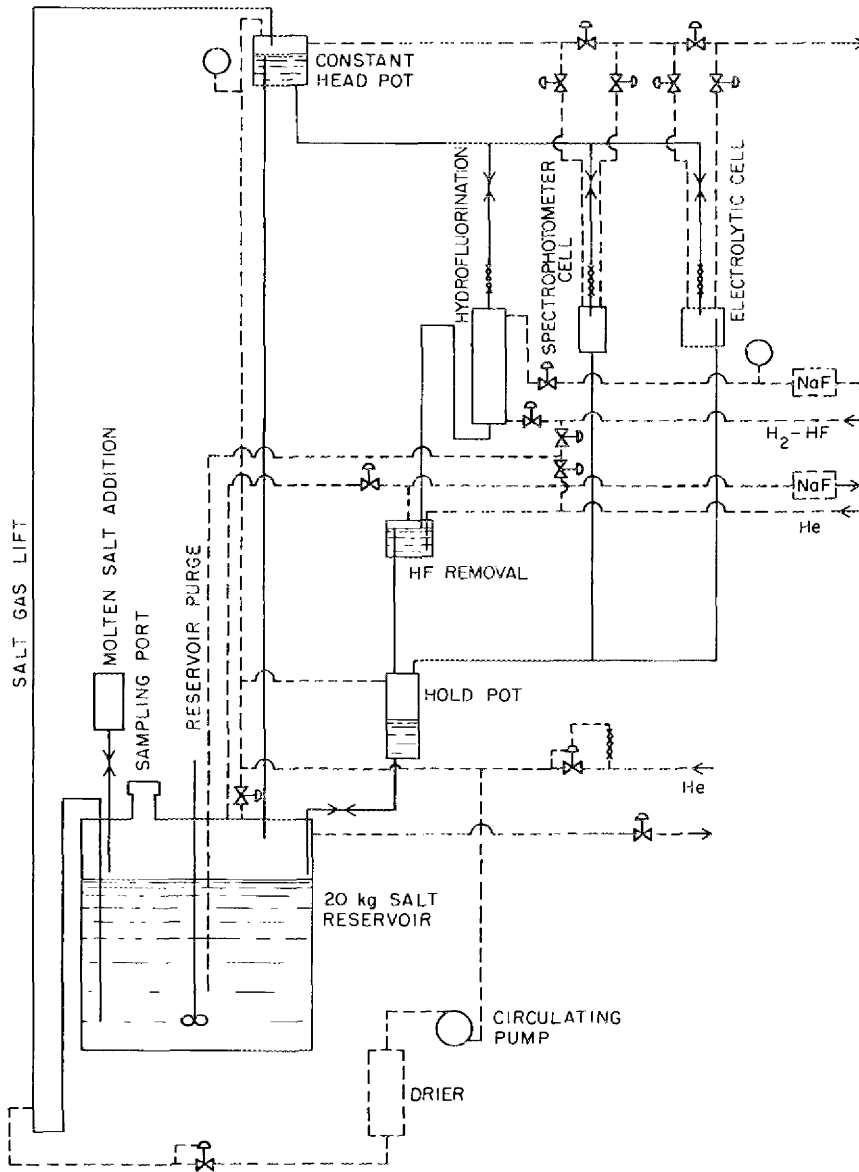 CONSTANT
HEAD POT
HYDROFLUORINATION
SPECTROPHOTOMETER
CELL
ELECTROLYTIC CELL
NaF
H2-HF
NaF
He
HF REMOVAL
SALT GAS LIFT
MOLTEN SALT ADDITION
SAMPLING PORT
RESERVOIR PURGE
HOLD POT
He
20 kg SALT
RESERVOIR
CIRCULATING
PUMP
DRIER